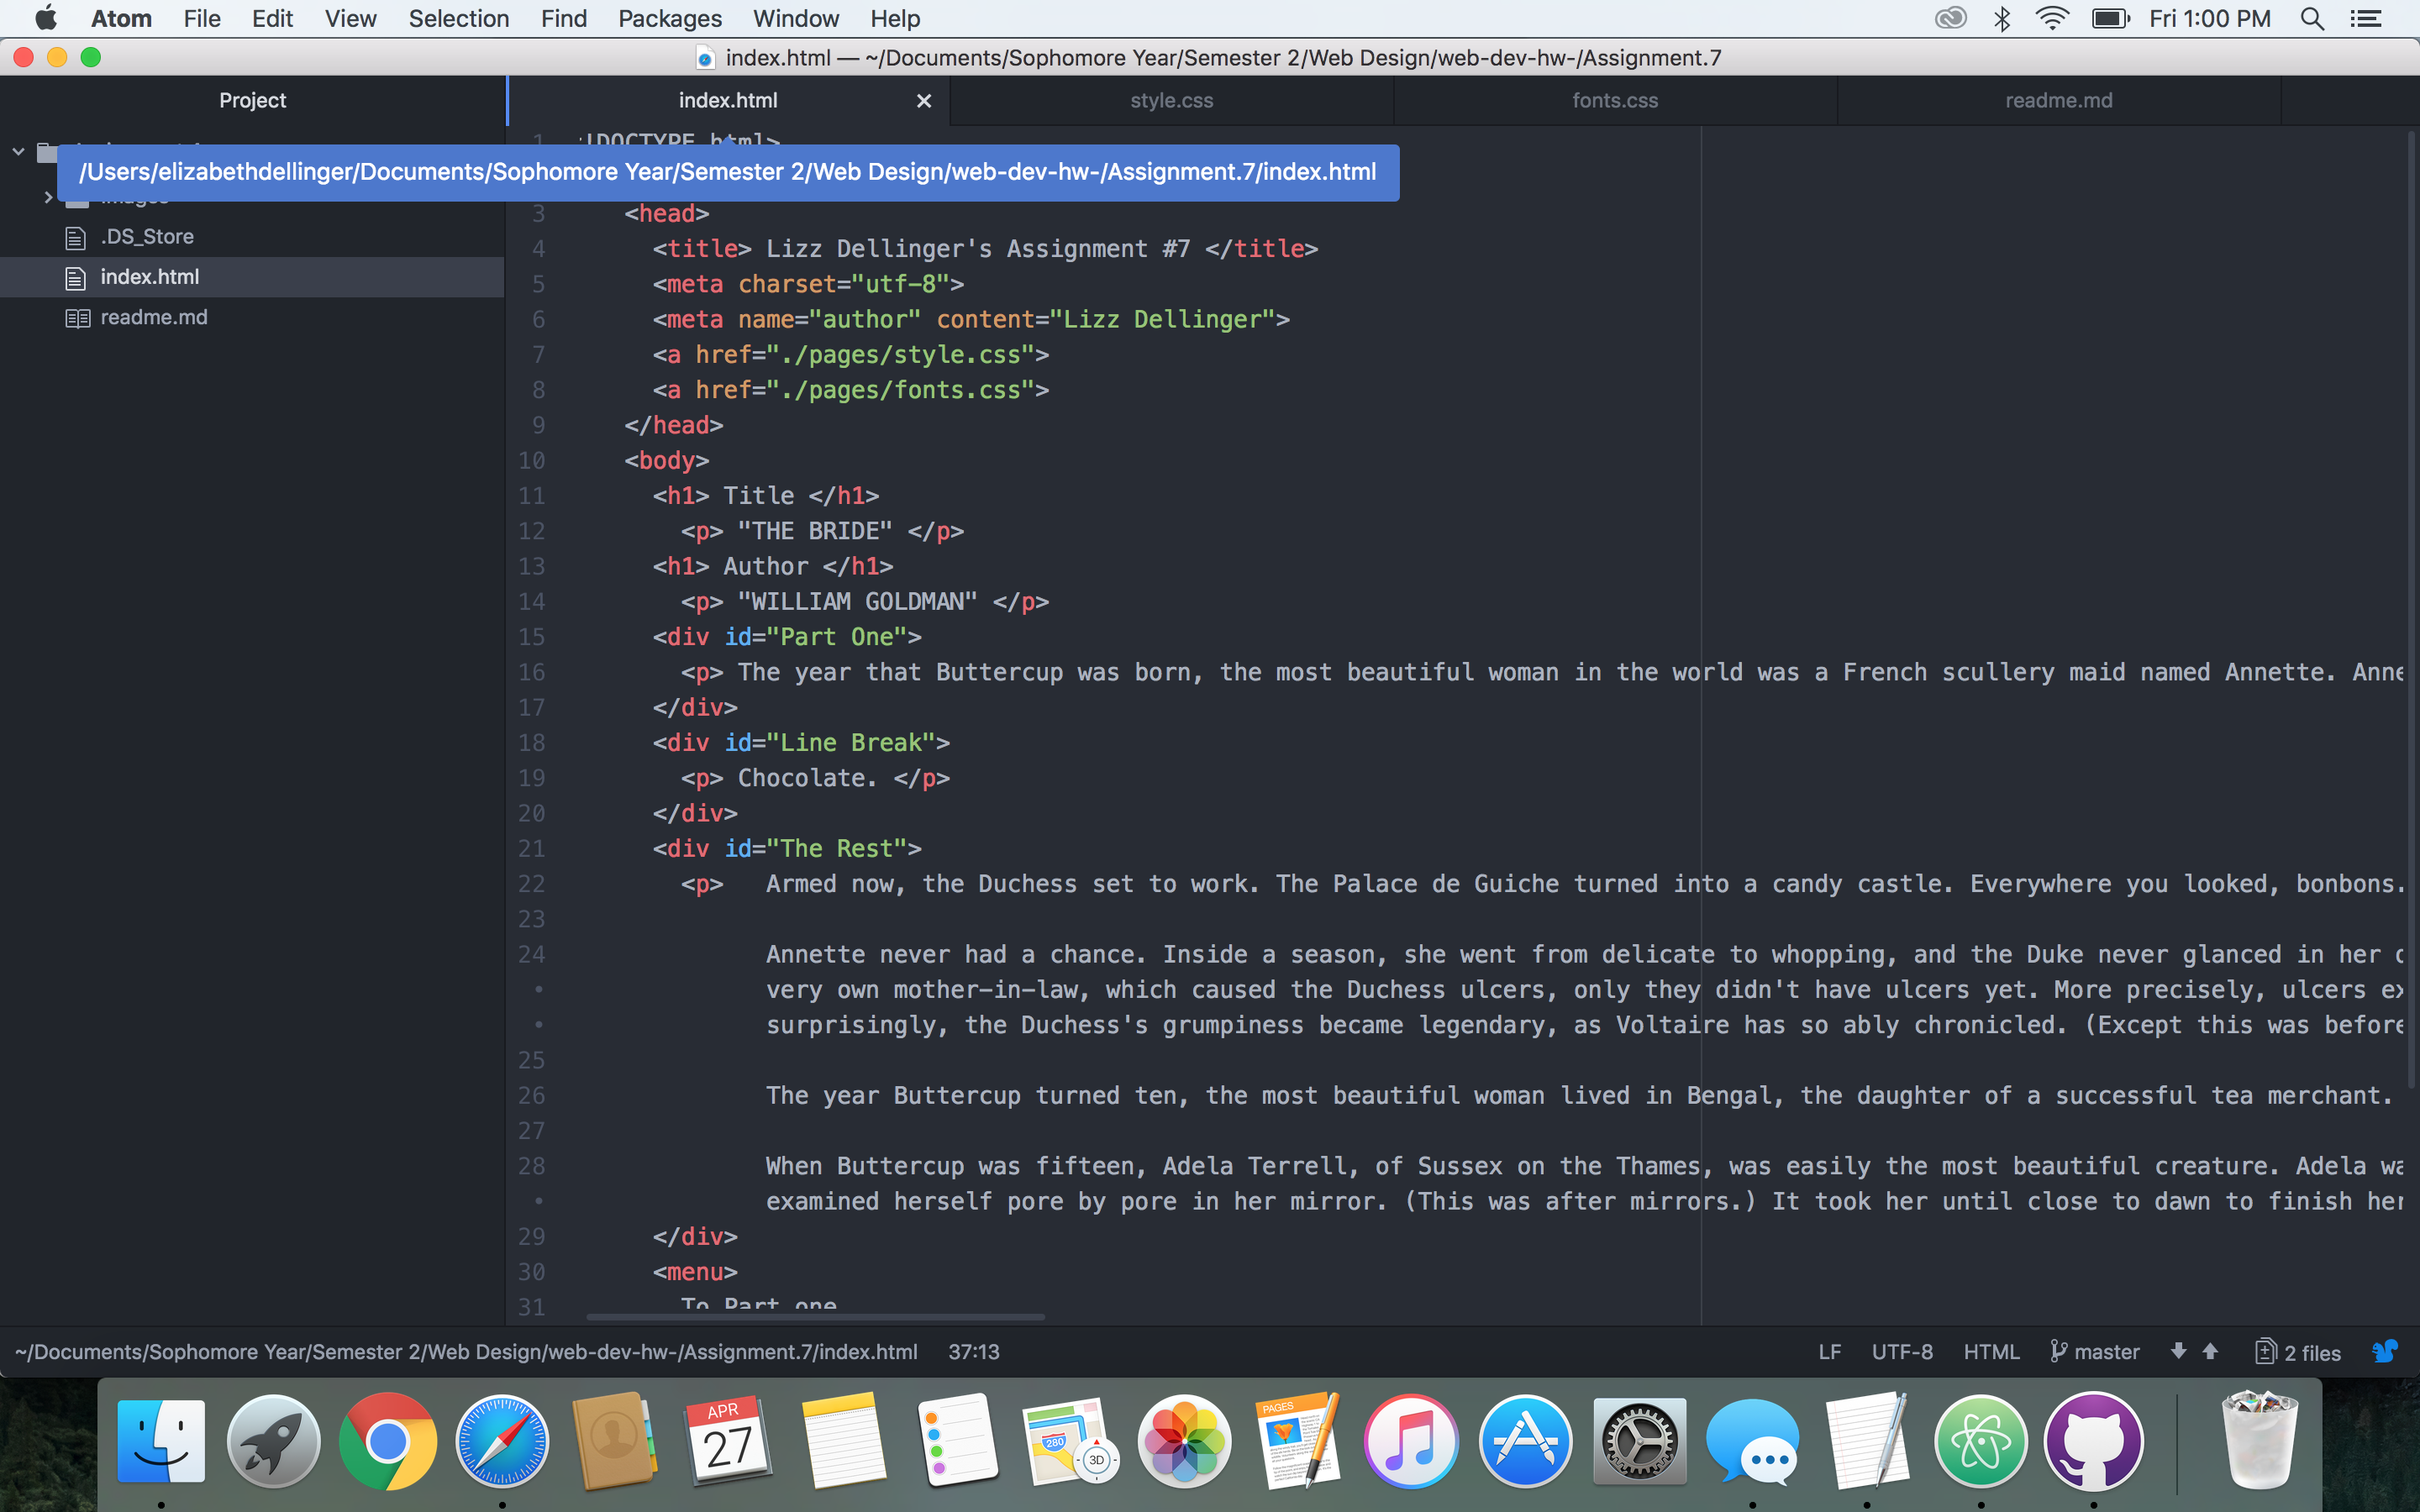 Atom File Edit View Selection Find Packages Window Help Fri 1:00 PM
index.html — ~/Documents/Sophomore Year/Semester 2/Web Design/web-dev-hw-/Assignment.7
Project index.html style.css fonts.css readme.md
1 !DOCTYPE html>
/Users/elizabethdellinger/Documents/Sophomore Year/Semester 2/Web Design/web-dev-hw-/Assignment.7/index.html
images
.DS_Store
index.html
readme.md
3 <head>
4 <title> Lizz Dellinger's Assignment #7 </title>
5 <meta charset="utf-8">
6 <meta name="author" content="Lizz Dellinger">
7 <a href="./pages/style.css">
8 <a href="./pages/fonts.css">
9 </head>
10 <body>
11 <h1> Title </h1>
12 <p> "THE BRIDE" </p>
13 <h1> Author </h1>
14 <p> "WILLIAM GOLDMAN" </p>
15 <div id="Part One">
16 <p> The year that Buttercup was born, the most beautiful woman in the world was a French scullery maid named Annette. Anne
17 </div>
18 <div id="Line Break">
19 <p> Chocolate. </p>
20 </div>
21 <div id="The Rest">
22 <p> Armed now, the Duchess set to work. The Palace de Guiche turned into a candy castle. Everywhere you looked, bonbons.
23
24 Annette never had a chance. Inside a season, she went from delicate to whopping, and the Duke never glanced in her
• very own mother-in-law, which caused the Duchess ulcers, only they didn't have ulcers yet. More precisely, ulcers ex
• surprisingly, the Duchess's grumpiness became legendary, as Voltaire has so ably chronicled. (Except this was before
25
26 The year Buttercup turned ten, the most beautiful woman lived in Bengal, the daughter of a successful tea merchant.
27
28 When Buttercup was fifteen, Adela Terrell, of Sussex on the Thames, was easily the most beautiful creature. Adela wa
• examined herself pore by pore in her mirror. (This was after mirrors.) It took her until close to dawn to finish her
29 </div>
30 <menu>
31 To Part one
~/Documents/Sophomore Year/Semester 2/Web Design/web-dev-hw-/Assignment.7/index.html 37:13 LF UTF-8 HTML master 2 files
APR
27
280
3D
PAGES